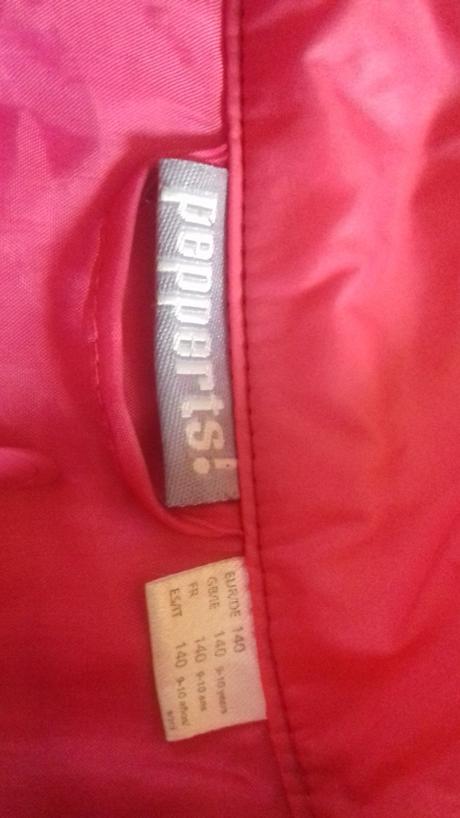 pepperts!
EUR/DE 140
GB/IE 140 9-10 years
FR 140 9-10 ans
ES/IT 140 9-10 años/